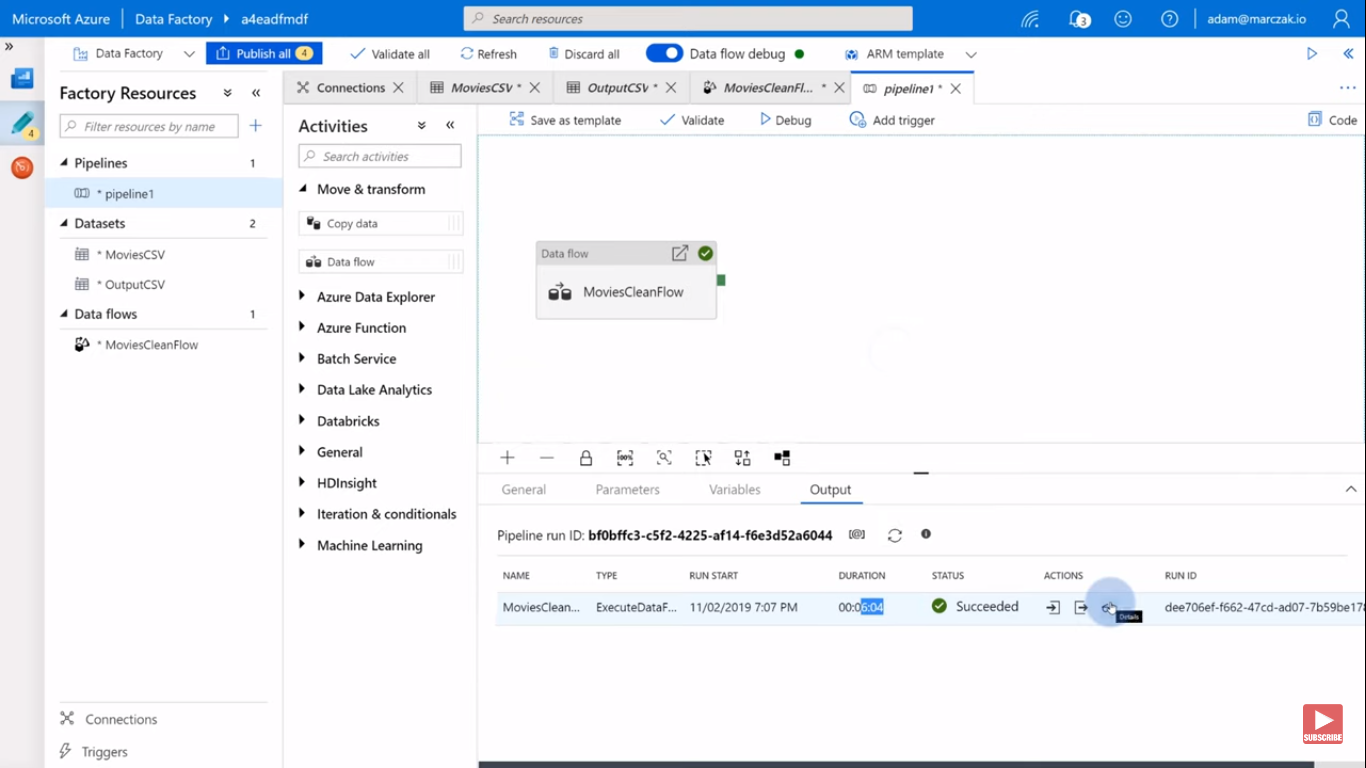 Microsoft Azure Data Factory a4eadfmdf Search resources 3 adam@marczak.io
Data Factory Publish all 4 Validate all Refresh Discard all Data flow debug ARM template
Factory Resources
Filter resources by name
Pipelines 1
* pipeline1
Datasets 2
* MoviesCSV
* OutputCSV
Data flows 1
* MoviesCleanFlow
Connections
Triggers
4
Connections MoviesCSV * OutputCSV * MoviesCleanFl... * pipeline1 *
Activities
Search activities
Move & transform
Copy data
Data flow
Azure Data Explorer
Azure Function
Batch Service
Data Lake Analytics
Databricks
General
HDInsight
Iteration & conditionals
Machine Learning
Save as template Validate Debug Add trigger Code
Data flow
MoviesCleanFlow
100%
General Parameters Variables Output
Pipeline run ID: bf0bffc3-c5f2-4225-af14-f6e3d52a6044 [@]
NAME TYPE RUN START DURATION STATUS ACTIONS RUN ID
MoviesClean... ExecuteDataF... 11/02/2019 7:07 PM 00:06:04 Succeeded dee706ef-f662-47cd-ad07-7b59be178
Details
SUBSCRIBE